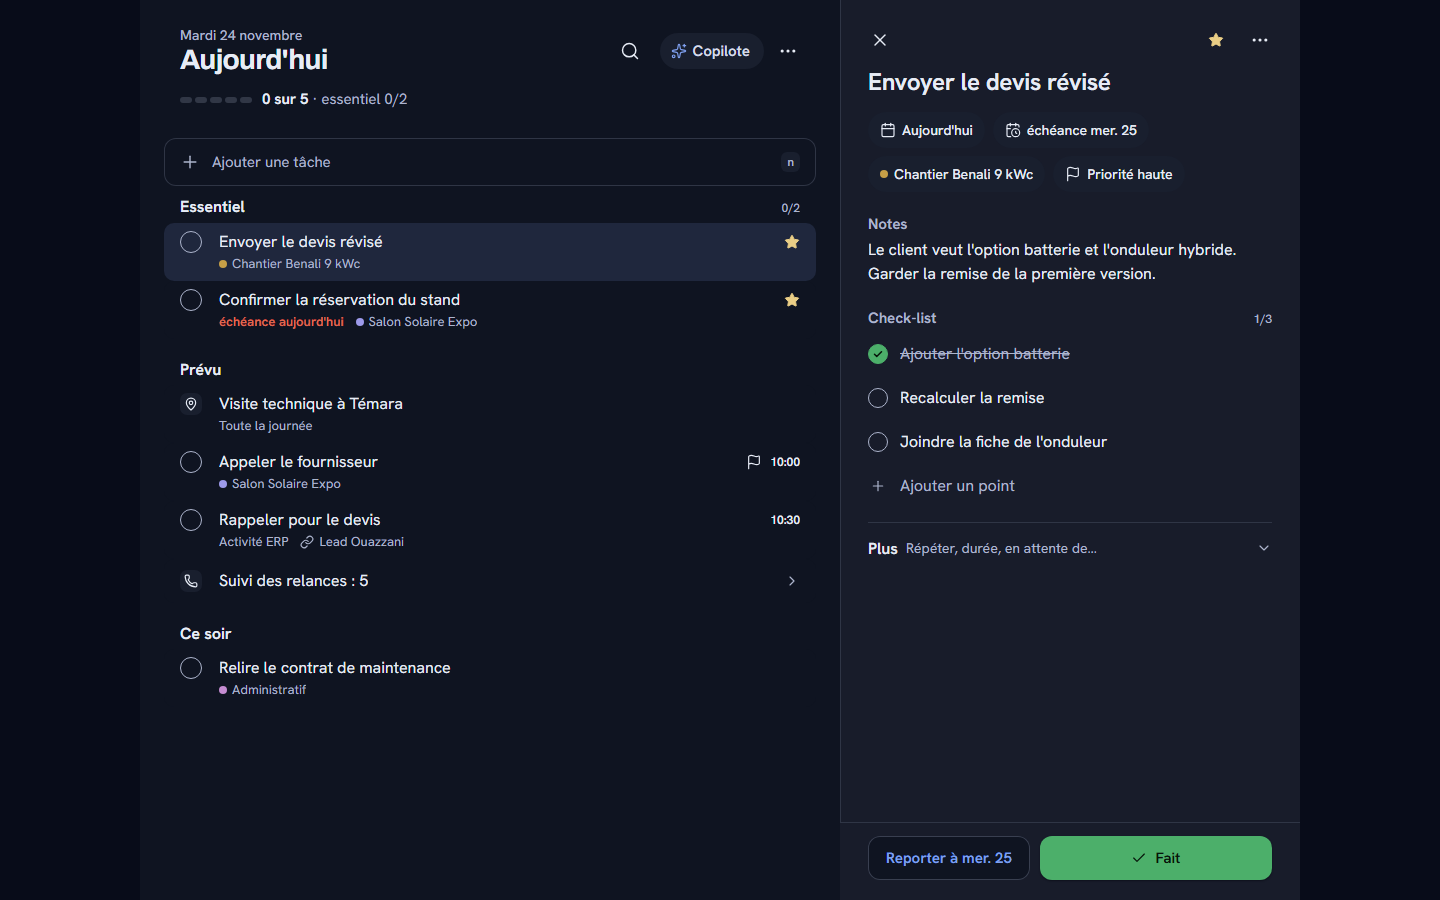 Mardi 24 novembre
Aujourd'hui
Copilote
0 sur 5 · essentiel 0/2
Ajouter une tâche
n
Essentiel
0/2
Envoyer le devis révisé
Chantier Benali 9 kWc
Confirmer la réservation du stand
échéance aujourd'hui Salon Solaire Expo
Prévu
Visite technique à Témara
Toute la journée
Appeler le fournisseur
10:00
Salon Solaire Expo
Rappeler pour le devis
10:30
Activité ERP Lead Ouazzani
Suivi des relances : 5
Ce soir
Relire le contrat de maintenance
Administratif
Envoyer le devis révisé
Aujourd'hui
échéance mer. 25
Chantier Benali 9 kWc
Priorité haute
Notes
Le client veut l'option batterie et l'onduleur hybride.
Garder la remise de la première version.
Check-list
1/3
Ajouter l'option batterie
Recalculer la remise
Joindre la fiche de l'onduleur
Ajouter un point
Plus Répéter, durée, en attente de...
Reporter à mer. 25
Fait